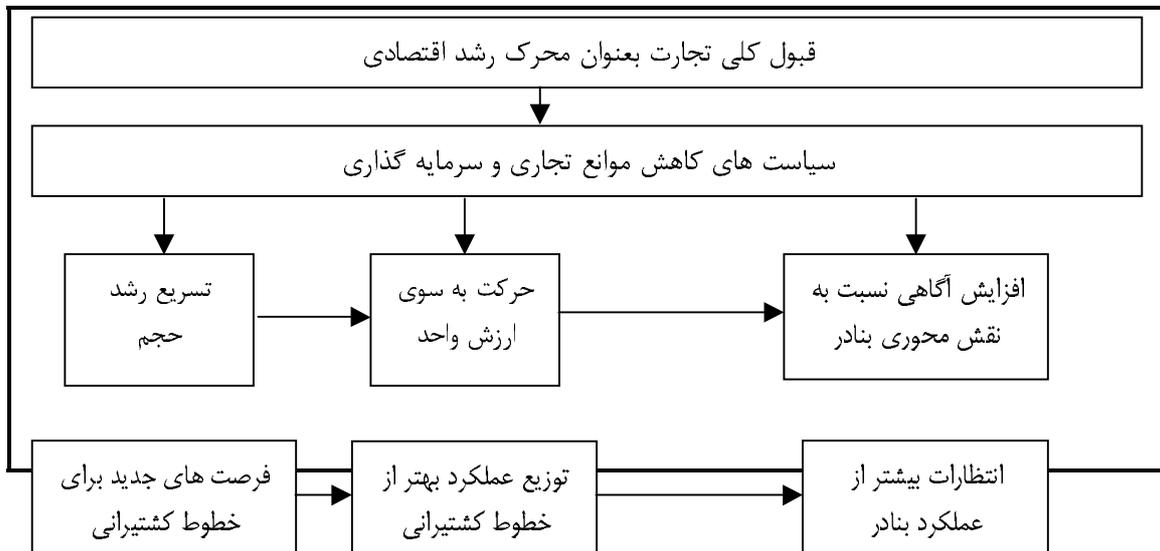 قبول کلی تجارت بعنوان محرک رشد اقتصادی
سیاست های کاهش موانع تجاری و سرمایه گذاری
افزایش آگاهی نسبت به
نقش محوری بنادر
حرکت به سوی
ارزش واحد
تسریع رشد
حجم
انتظارات بیشتر از
عملکرد بنادر
توزیع عملکرد بهتر از
خطوط کشتیرانی
فرصت های جدید برای
خطوط کشتیرانی